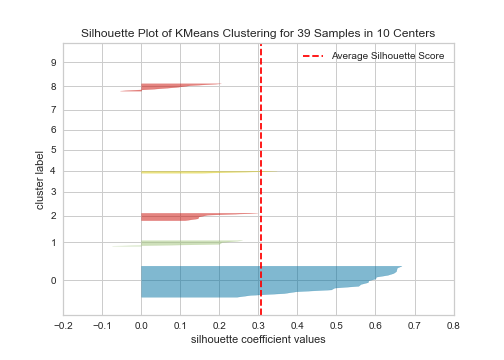 Silhouette Plot of KMeans Clustering for 39 Samples in 10 Centers
Average Silhouette Score
9
8
7
6
5
4
3
2
1
0
cluster label
−0.2 −0.1 0.0 0.1 0.2 0.3 0.4 0.5 0.6 0.7 0.8
silhouette coefficient values